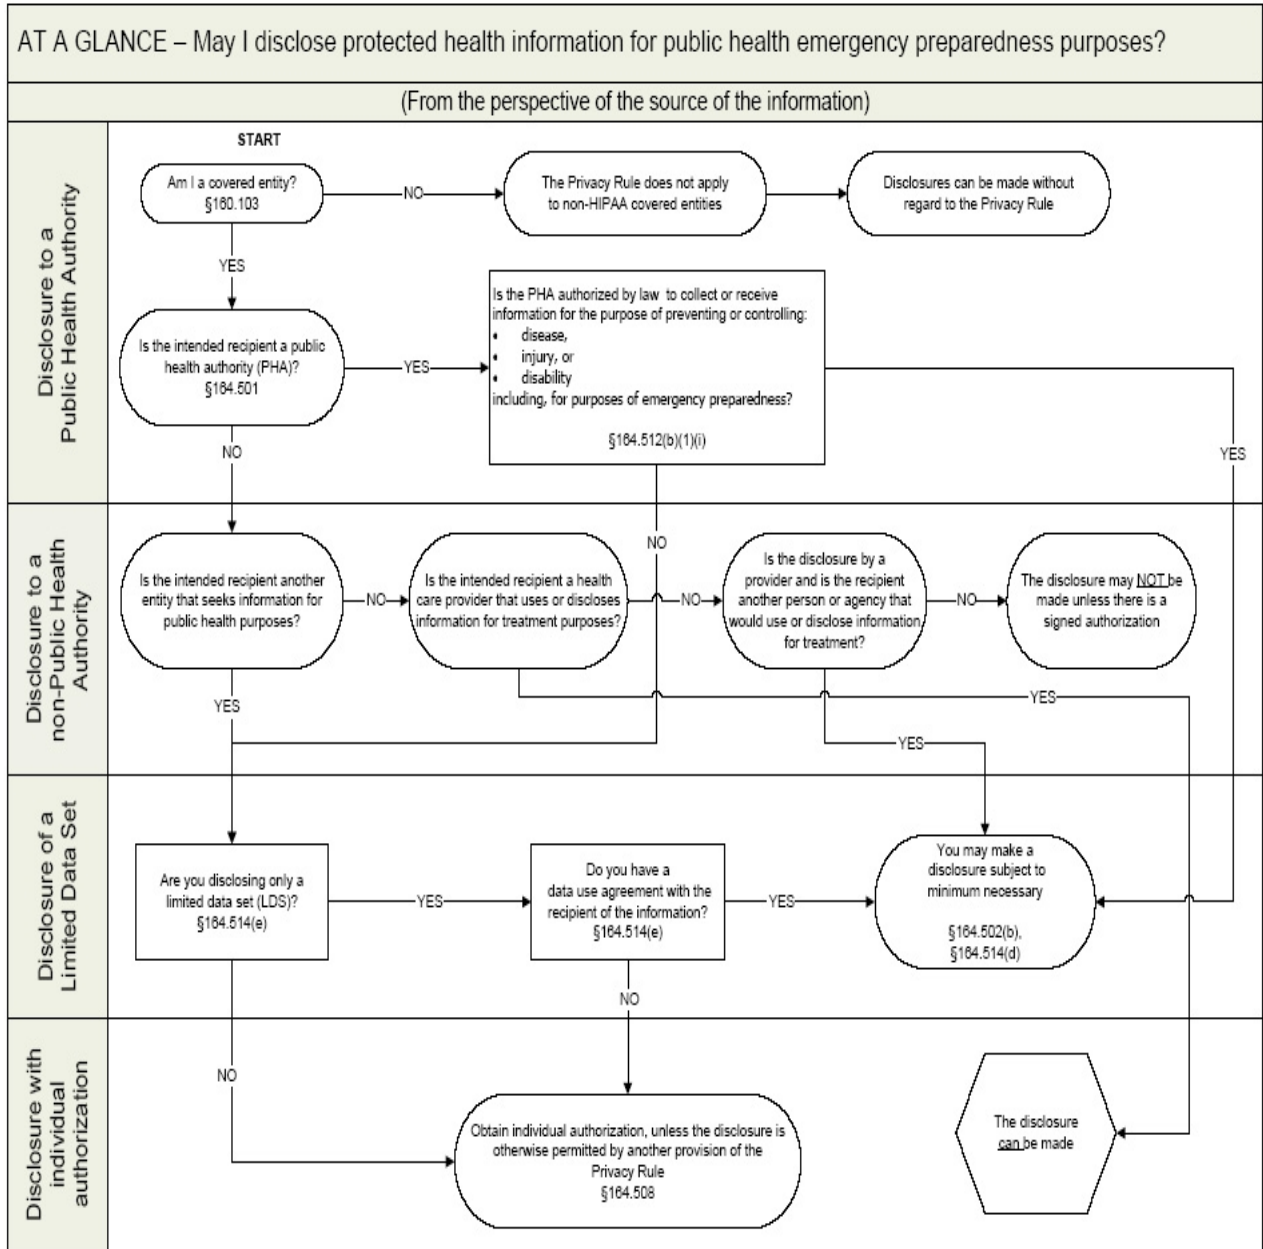 AT A GLANCE – May I disclose protected health information for public health emergency preparedness purposes?
(From the perspective of the source of the information)
Disclosure to a
Public Health Authority
START
Am I a covered entity?
§160.103
NO
The Privacy Rule does not apply
to non-HIPAA covered entities
Disclosures can be made without
regard to the Privacy Rule
YES
Is the intended recipient a public
health authority (PHA)?
§164.501
YES
Is the PHA authorized by law to collect or receive
information for the purpose of preventing or controlling:
• disease,
• injury, or
• disability
including, for purposes of emergency preparedness?
§164.512(b)(1)(i)
YES
NO
Disclosure to a
non-Public Health
Authority
NO
Is the intended recipient another
entity that seeks information for
public health purposes?
NO
Is the intended recipient a health
care provider that uses or discloses
information for treatment purposes?
NO
Is the disclosure by a
provider and is the recipient
another person or agency that
would use or disclose information
for treatment?
NO
The disclosure may NOT be
made unless there is a
signed authorization
YES
YES
YES
Disclosure of a
Limited Data Set
Are you disclosing only a
limited data set (LDS)?
§164.514(e)
YES
Do you have a
data use agreement with the
recipient of the information?
§164.514(e)
YES
You may make a
disclosure subject to
minimum necessary
§164.502(b),
§164.514(d)
NO
Disclosure with
individual
authorization
NO
Obtain individual authorization, unless the disclosure is
otherwise permitted by another provision of the
Privacy Rule
§164.508
The disclosure
can be made